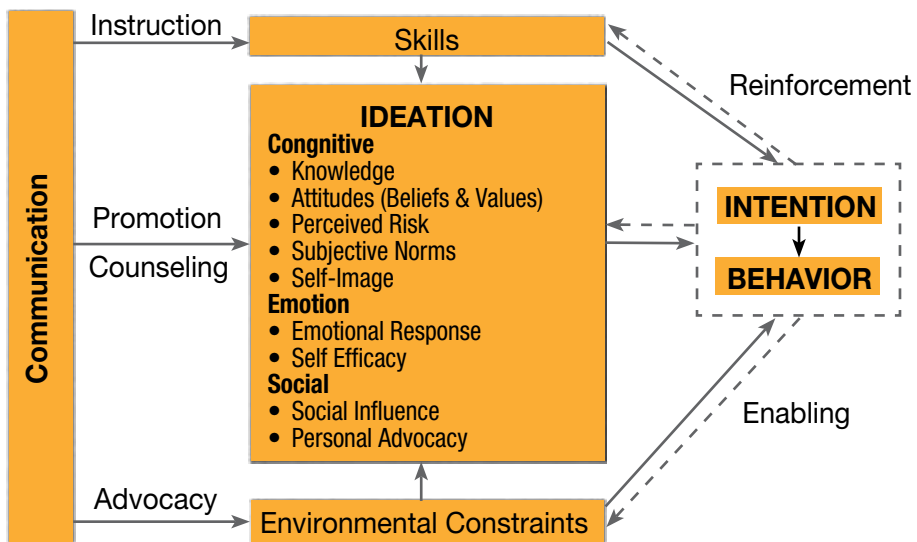 Communication
Instruction
Skills
Reinforcement
IDEATION
Congnitive
• Knowledge
• Attitudes (Beliefs & Values)
• Perceived Risk
• Subjective Norms
• Self-Image
Emotion
• Emotional Response
• Self Efficacy
Social
• Social Influence
• Personal Advocacy
Promotion
Counseling
INTENTION
BEHAVIOR
Enabling
Advocacy
Environmental Constraints